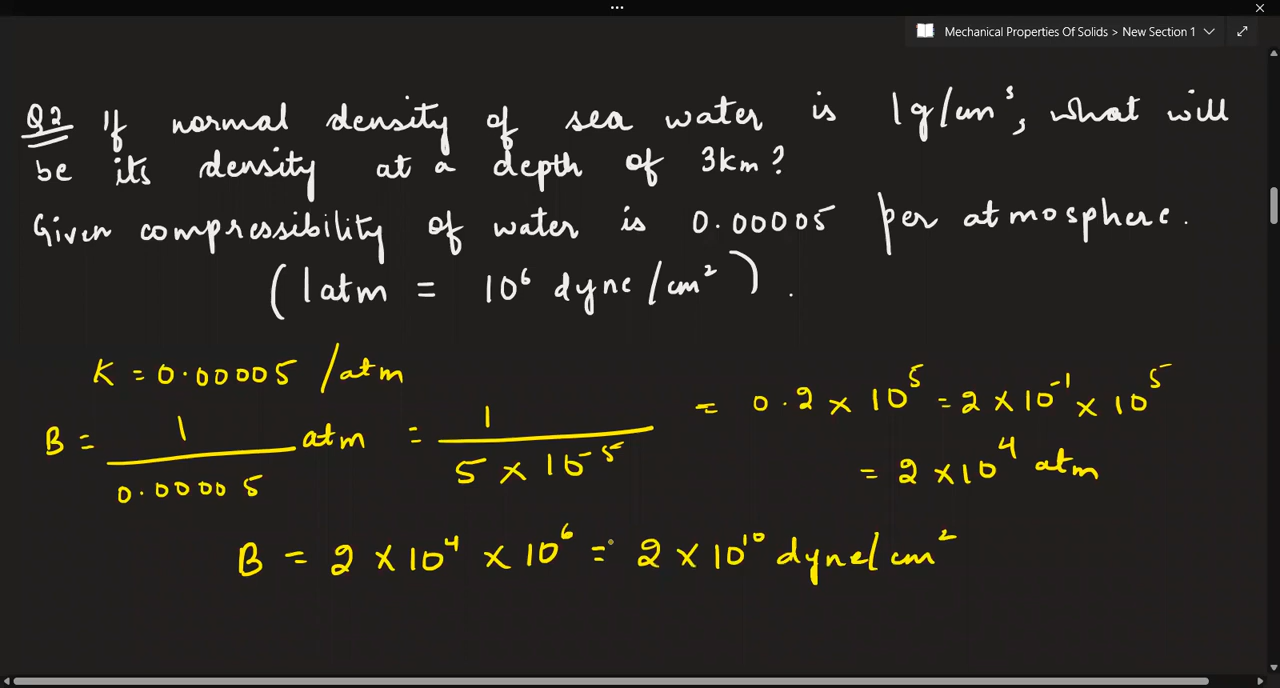 Mechanical Properties Of Solids > New Section 1
Q2 If normal density of sea water is 1g/cm³, what will
be its density at a depth of 3km?
Given compressibility of water is 0.00005 per atmosphere.
(1atm = 10⁶ dyne/cm²).
K = 0.00005 /atm
B = 1/0.00005 atm = 1/(5 × 10⁻⁵) = 0.2 × 10⁵ = 2 × 10⁻¹ × 10⁵
= 2 × 10⁴ atm
B = 2 × 10⁴ × 10⁶ = 2 × 10¹⁰ dyne/cm²